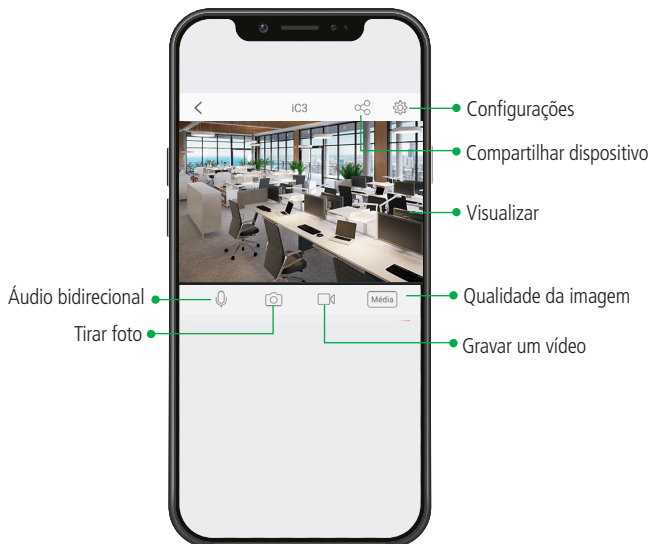 iC3
Configurações
Compartilhar dispositivo
Visualizar
Áudio bidirecional
Média
Qualidade da imagem
Tirar foto
Gravar um vídeo